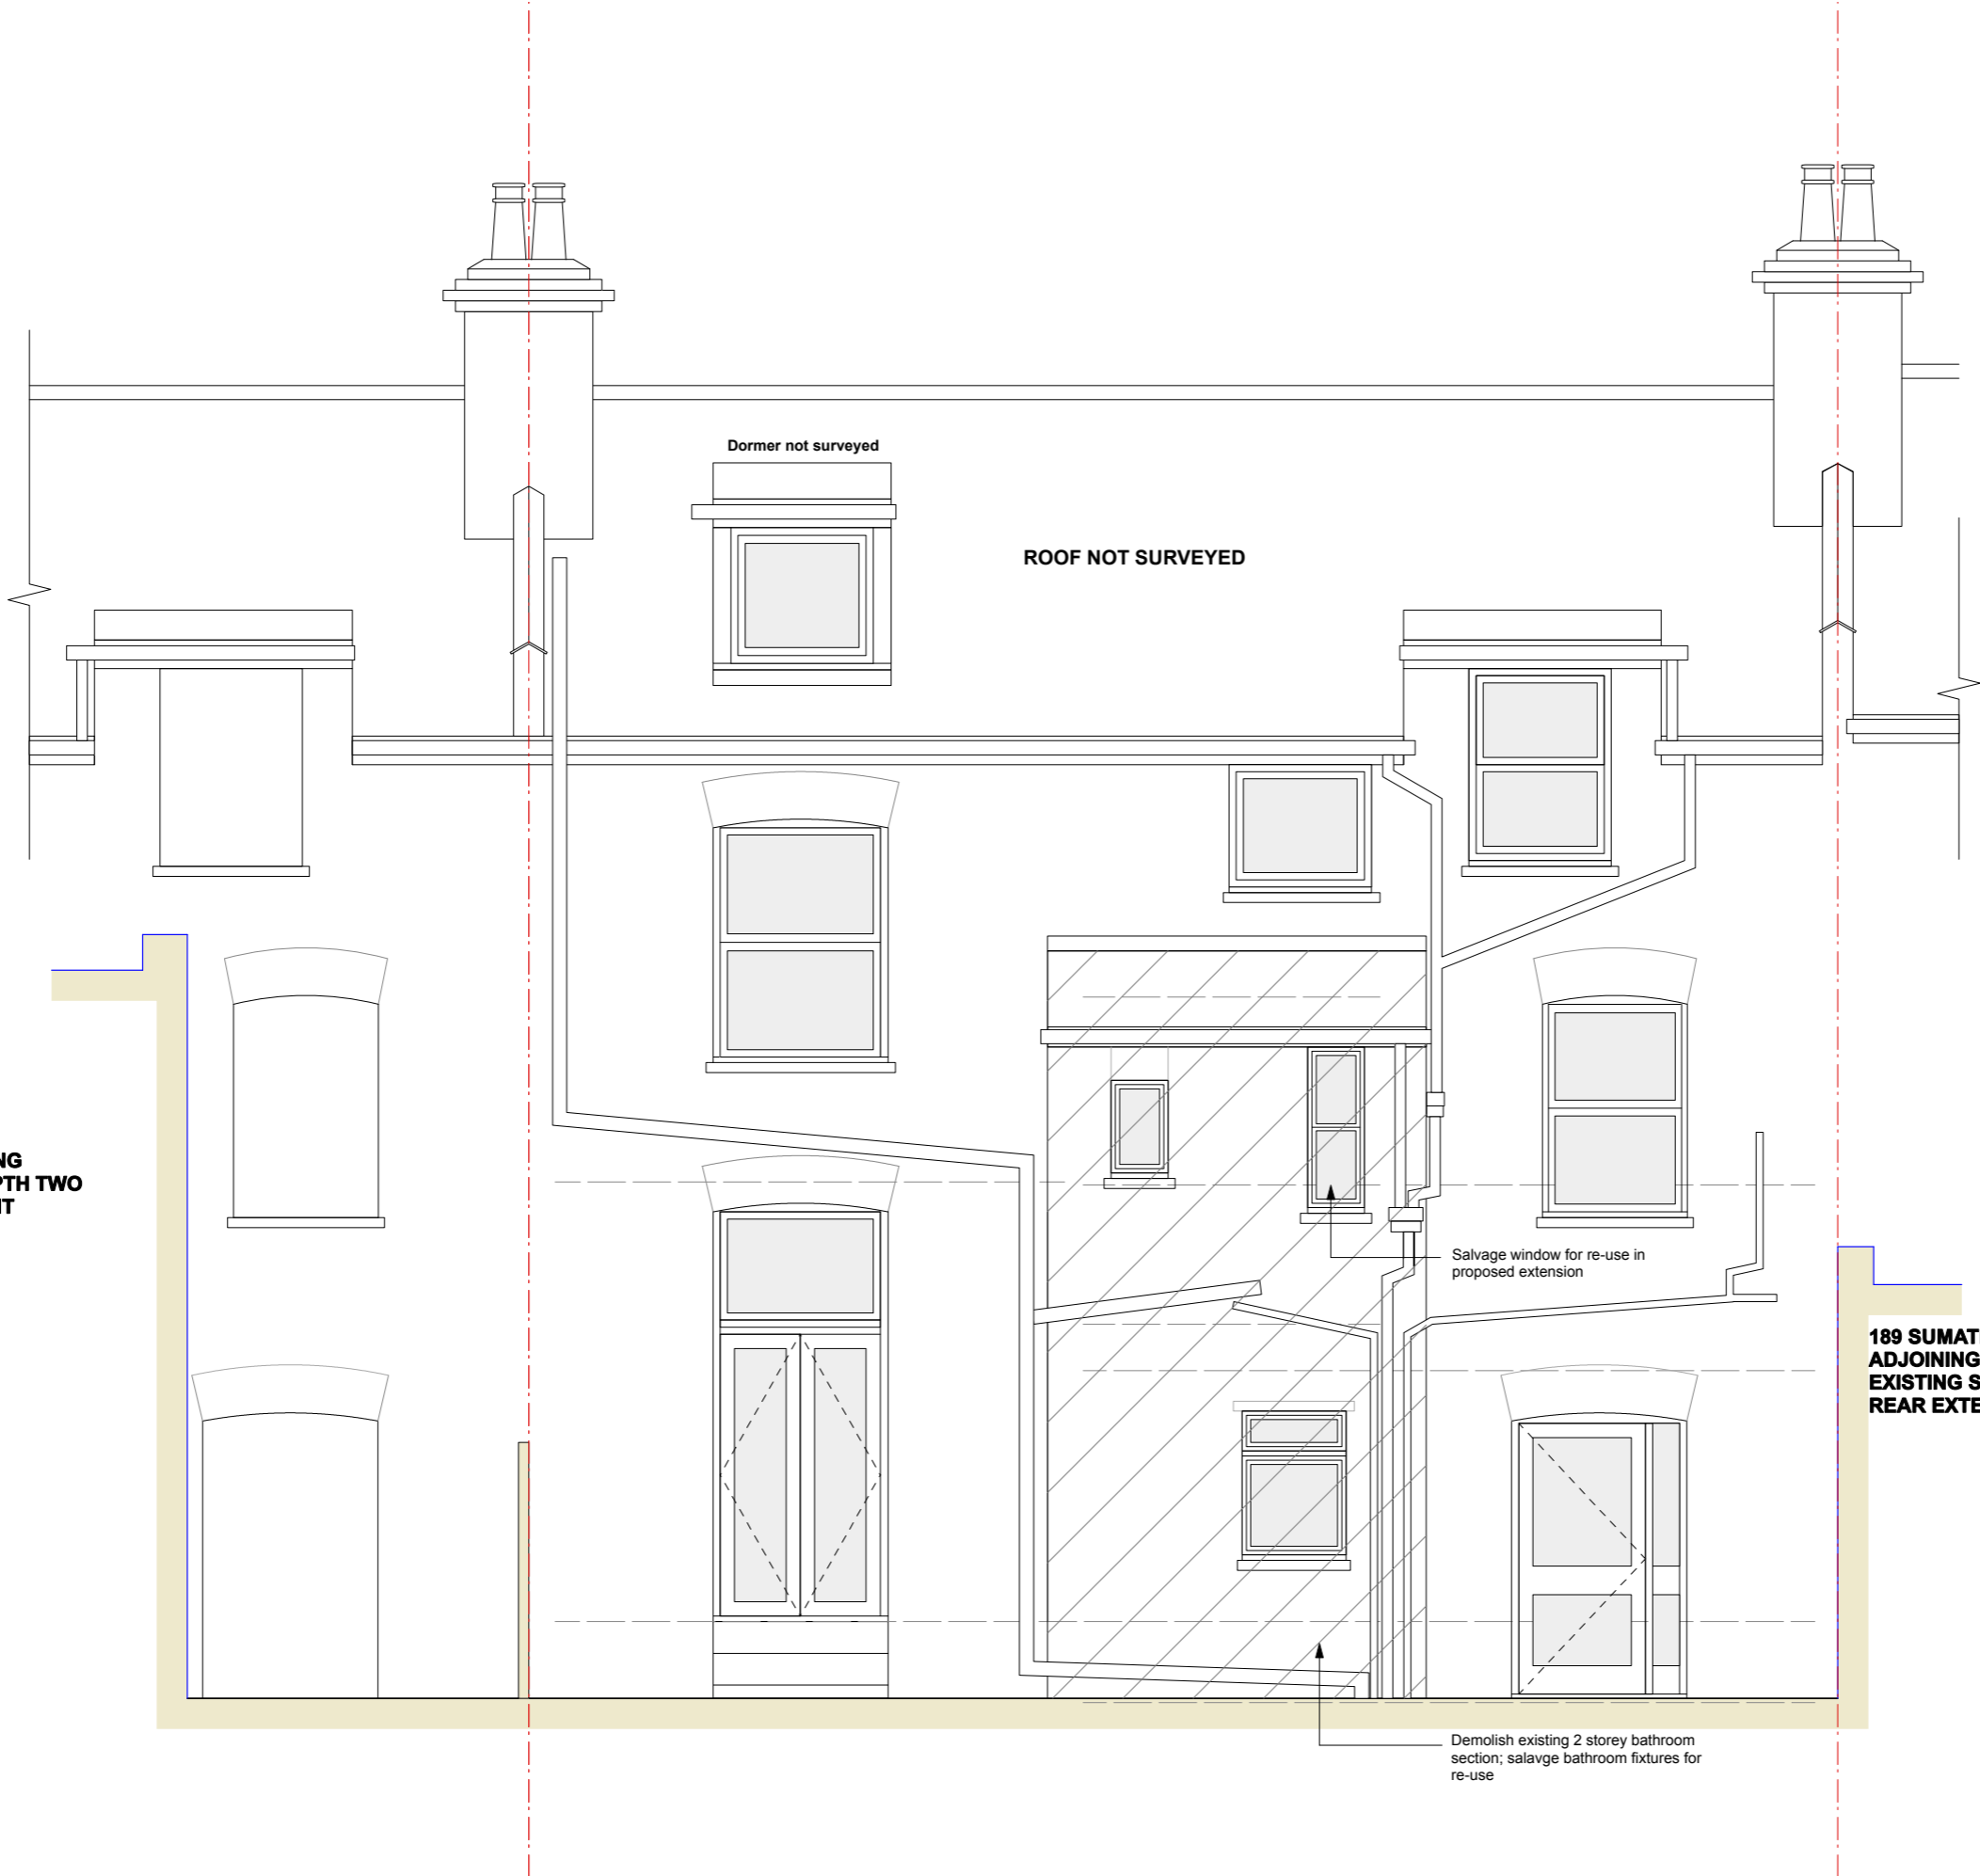 Dormer not surveyed
ROOF NOT SURVEYED
NG
PTH TWO
IT
Salvage window for re-use in
proposed extension
189 SUMAT
ADJOINING
EXISTING S
REAR EXTE
Demolish existing 2 storey bathroom
section; salavge bathroom fixtures for
re-use